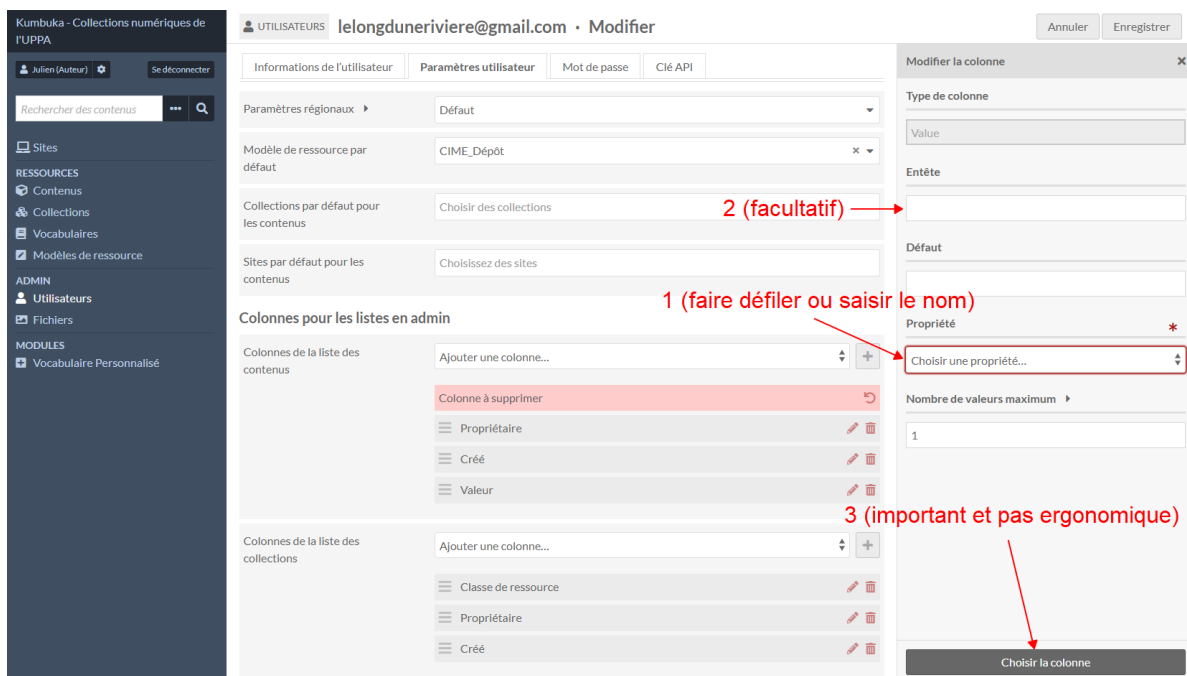 Kumbuka - Collections numériques de
l'UPPA
Julien (Auteur)
Se déconnecter
Rechercher des contenus
Sites
RESSOURCES
Contenus
Collections
Vocabulaires
Modèles de ressource
ADMIN
Utilisateurs
Fichiers
MODULES
Vocabulaire Personnalisé
UTILISATEURS lelongduneriviere@gmail.com · Modifier
Annuler Enregistrer
Informations de l'utilisateur Paramètres utilisateur Mot de passe Clé API
Paramètres régionaux
Défaut
Modèle de ressource par
défaut
CIME_Dépôt
Collections par défaut pour
les contenus
Choisir des collections
Sites par défaut pour les
contenus
Choisissez des sites
Colonnes pour les listes en admin
Colonnes de la liste des
contenus
Ajouter une colonne...
Colonne à supprimer
Propriétaire
Créé
Valeur
Colonnes de la liste des
collections
Ajouter une colonne...
Classe de ressource
Propriétaire
Créé
Modifier la colonne
Type de colonne
Value
Entête
2 (facultatif)
Défaut
1 (faire défiler ou saisir le nom)
Propriété *
Choisir une propriété...
Nombre de valeurs maximum
1
3 (important et pas ergonomique)
Choisir la colonne